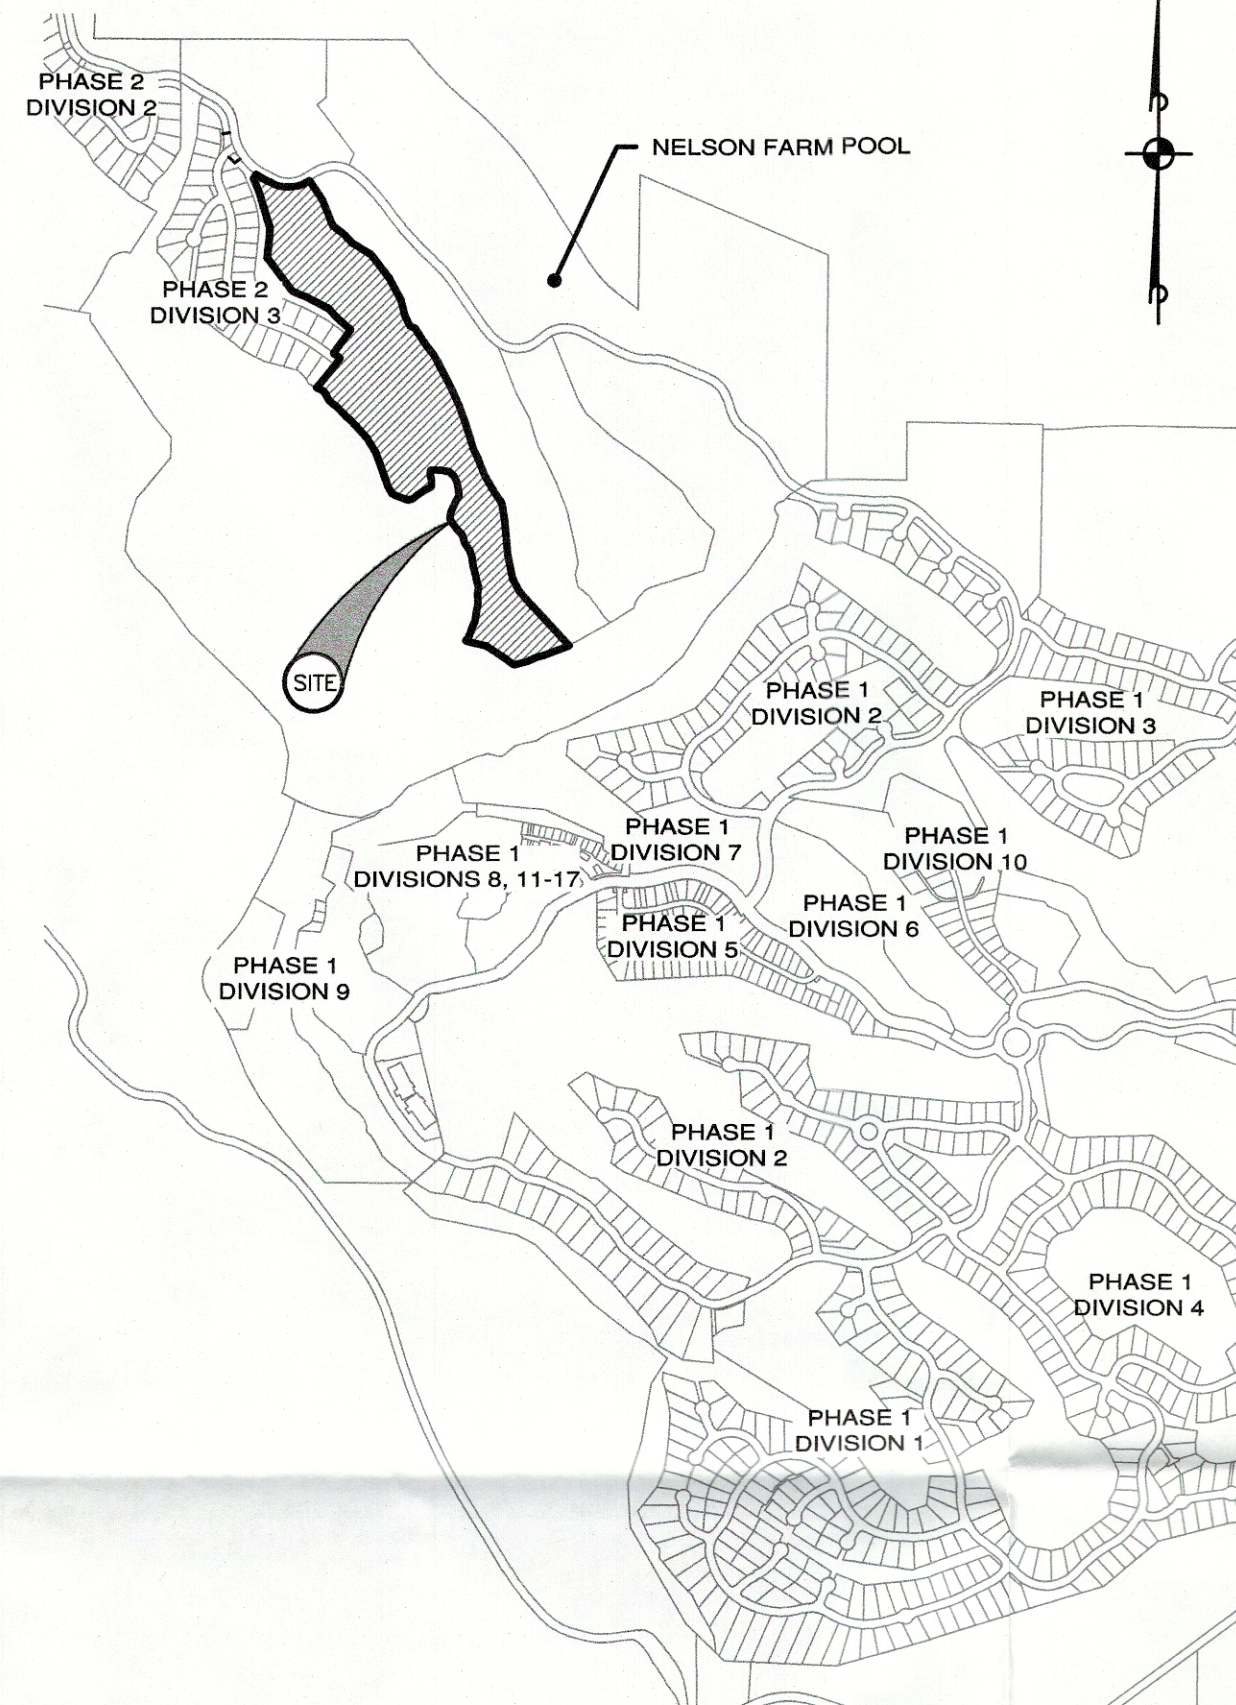 PHASE 2
DIVISION 2
NELSON FARM POOL
PHASE 2
DIVISION 3
SITE
PHASE 1
DIVISION 2
PHASE 1
DIVISION 3
PHASE 1
DIVISION 7
PHASE 1
DIVISION 10
PHASE 1
DIVISIONS 8, 11-17
PHASE 1
DIVISION 6
PHASE 1
DIVISION 5
PHASE 1
DIVISION 9
PHASE 1
DIVISION 2
PHASE 1
DIVISION 4
PHASE 1
DIVISION 1